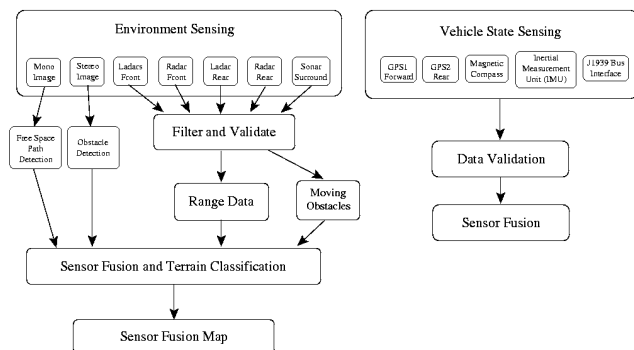 Environment Sensing
Mono
Image
Stereo
Image
Ladars
Front
Radar
Front
Ladar
Rear
Radar
Rear
Sonar
Surround
Filter and Validate
Free Space
Path
Detection
Obstacle
Detection
Range Data
Moving
Obstacles
Sensor Fusion and Terrain Classification
Sensor Fusion Map
Vehicle State Sensing
GPS1
Forward
GPS2
Rear
Magnetic
Compass
Inertial
Measurement
Unit (IMU)
J1939 Bus
Interface
Data Validation
Sensor Fusion